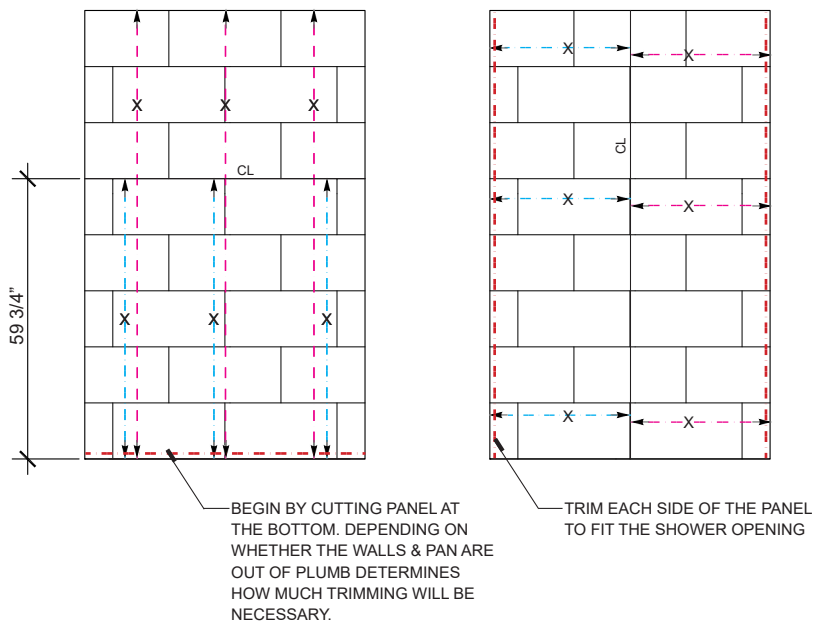 X X X
CL
59 3/4”
X X X
BEGIN BY CUTTING PANEL AT
THE BOTTOM. DEPENDING ON
WHETHER THE WALLS & PAN ARE
OUT OF PLUMB DETERMINES
HOW MUCH TRIMMING WILL BE
NECESSARY.
X X
CL
X X
X X
TRIM EACH SIDE OF THE PANEL
TO FIT THE SHOWER OPENING